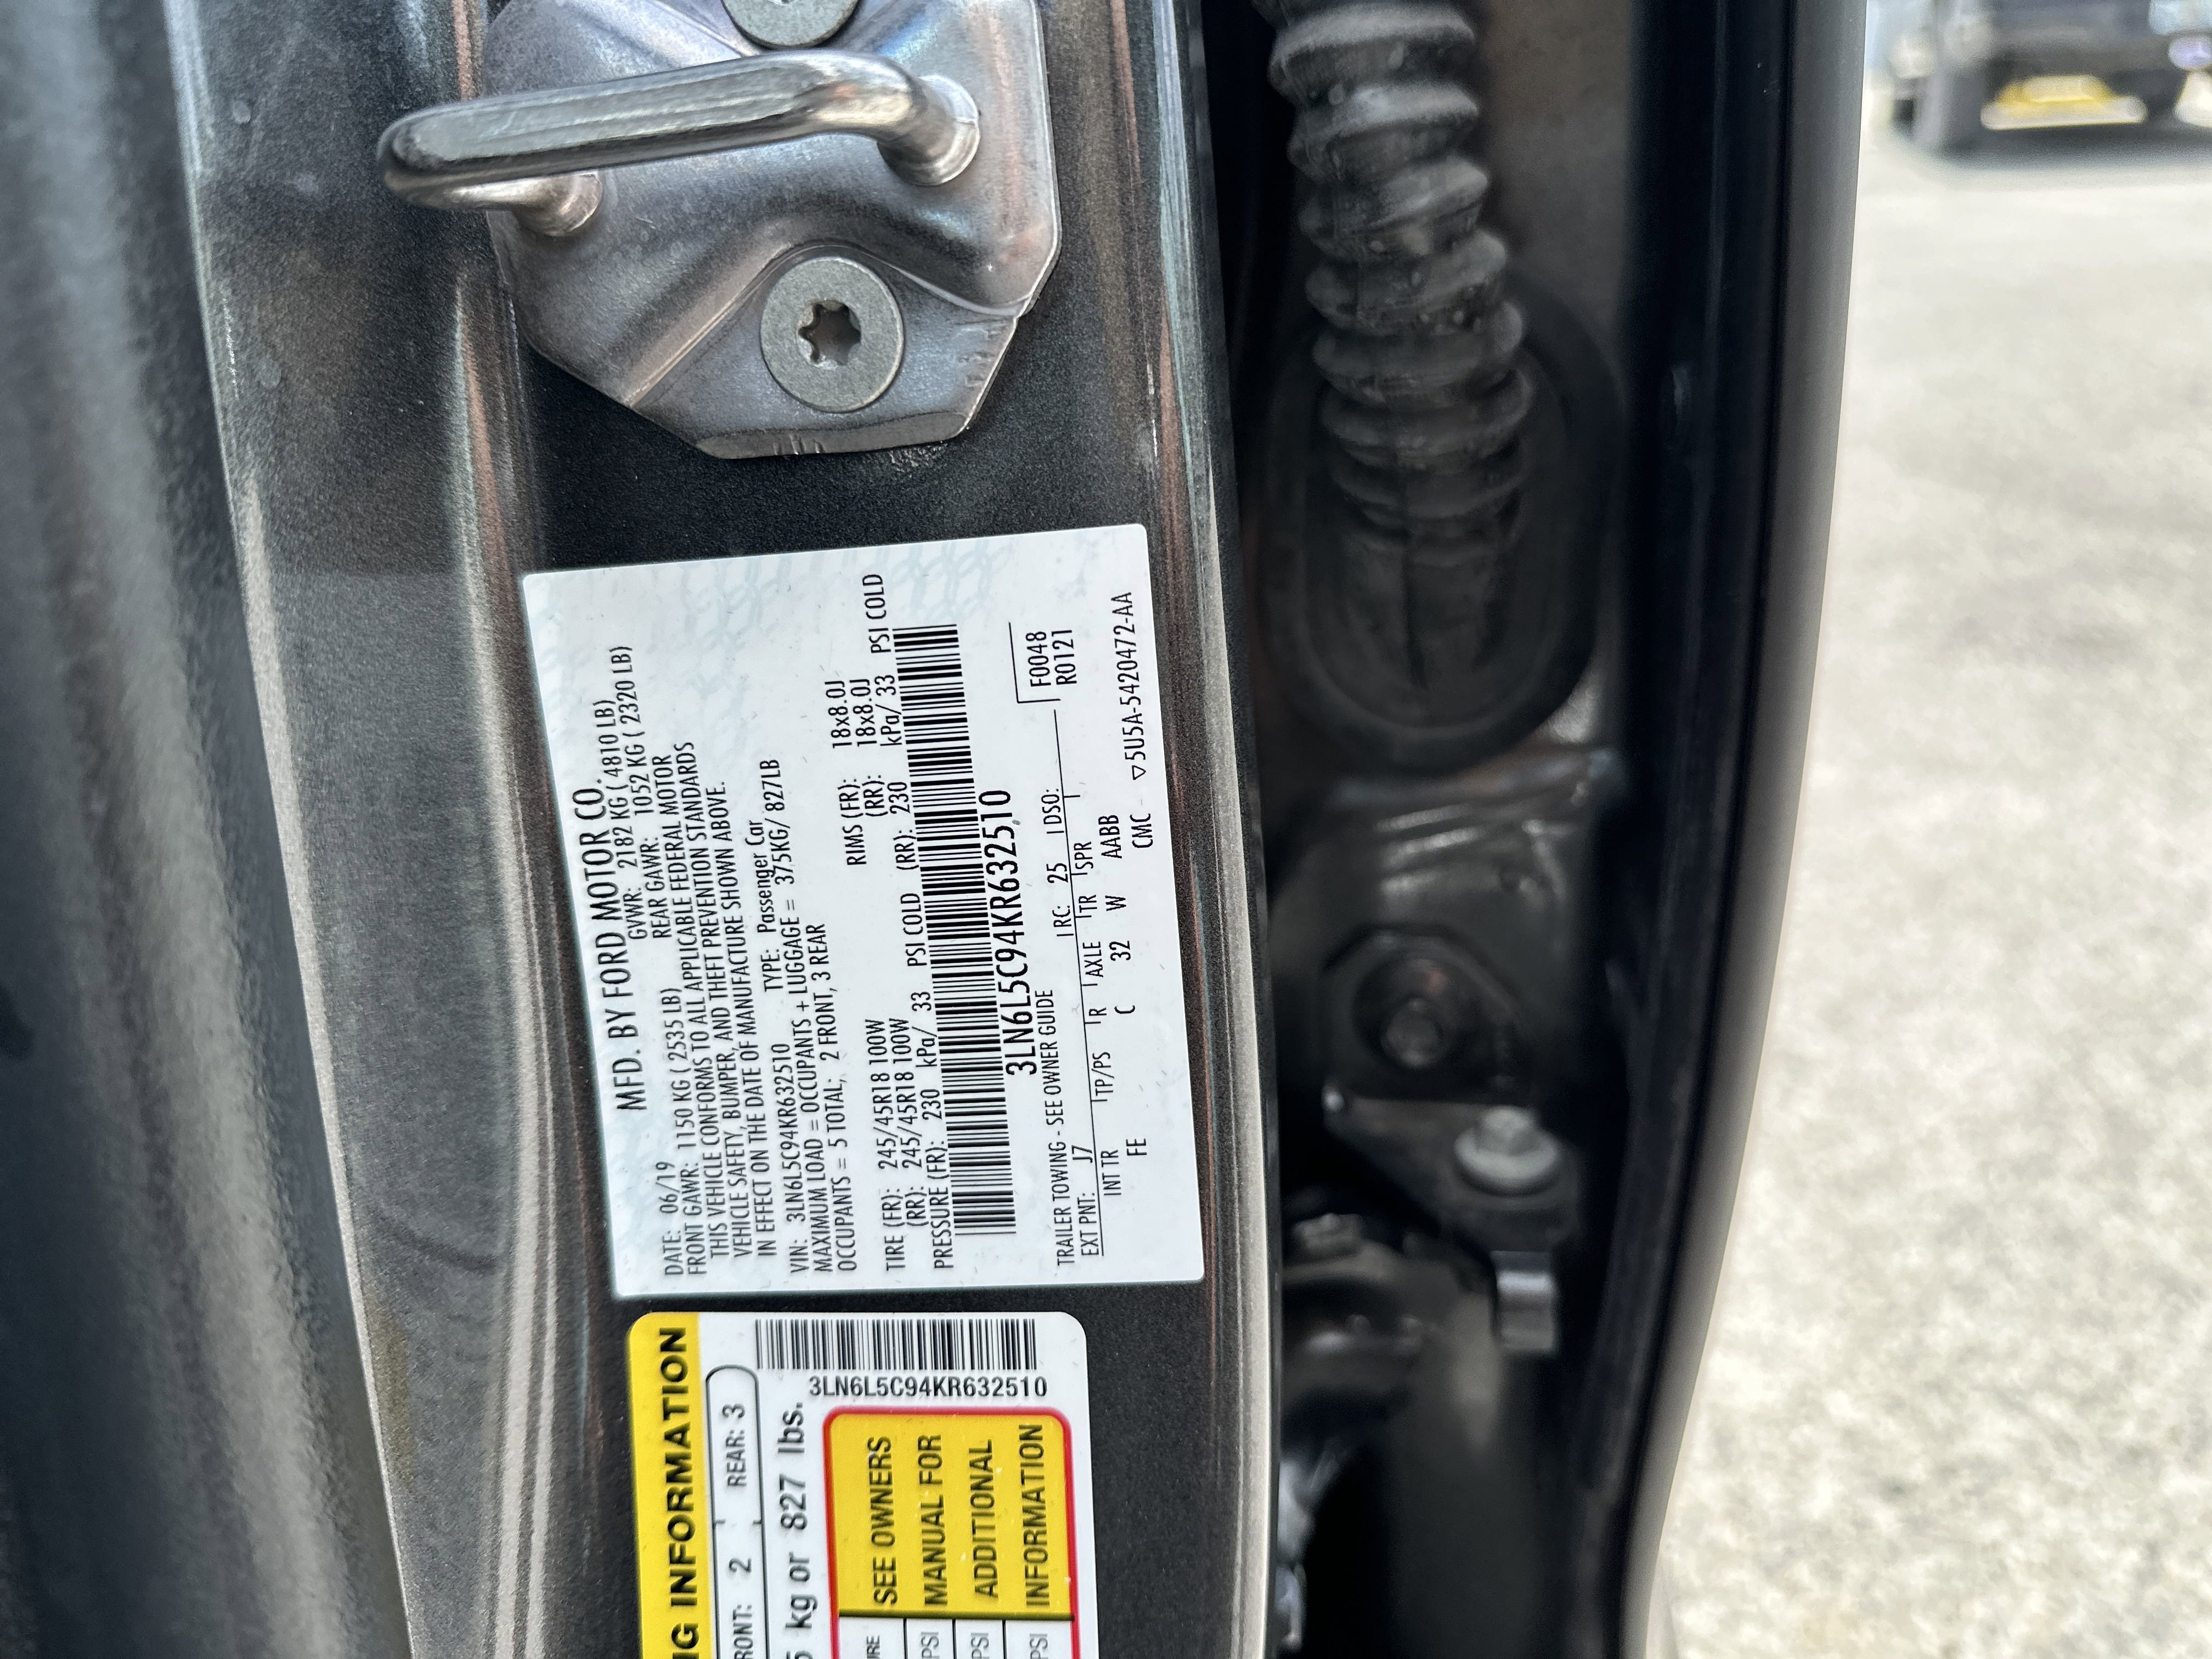 MFD. BY FORD MOTOR CO.
DATE: 06/19 GVWR: 2182 KG ( 4810 LB)
FRONT GAWR: 1150 KG ( 2535 LB) REAR GAWR: 1052 KG ( 2320 LB)
THIS VEHICLE CONFORMS TO ALL APPLICABLE FEDERAL MOTOR
VEHICLE SAFETY, BUMPER, AND THEFT PREVENTION STANDARDS
IN EFFECT ON THE DATE OF MANUFACTURE SHOWN ABOVE.
VIN: 3LN6L5C94KR632510 TYPE: Passenger Car
MAXIMUM LOAD = OCCUPANTS + LUGGAGE = 375KG/ 827LB
OCCUPANTS = 5 TOTAL; 2 FRONT, 3 REAR
TIRE (FR): 245/45R18 100W RIMS (FR): 18x8.0J
(RR): 245/45R18 100W (RR): 18x8.0J
PRESSURE (FR): 230 kPa/ 33 PSI COLD (RR): 230 kPa/ 33 PSI COLD
3LN6L5C94KR632510
F0048
R0121
TRAILER TOWING - SEE OWNER GUIDE
EXT PNT: J7 RC: 25 DSO:
INT TR TP/PS R AXLE TR SPR
FE C 32 W AABB
CMC ▽5U5A-5420472-AA
INFORMATION
FRONT: 2 REAR: 3
kg or 827 lbs.
3LN6L5C94KR632510
SEE OWNERS
MANUAL FOR
ADDITIONAL
INFORMATION
PSI
PSI
PSI